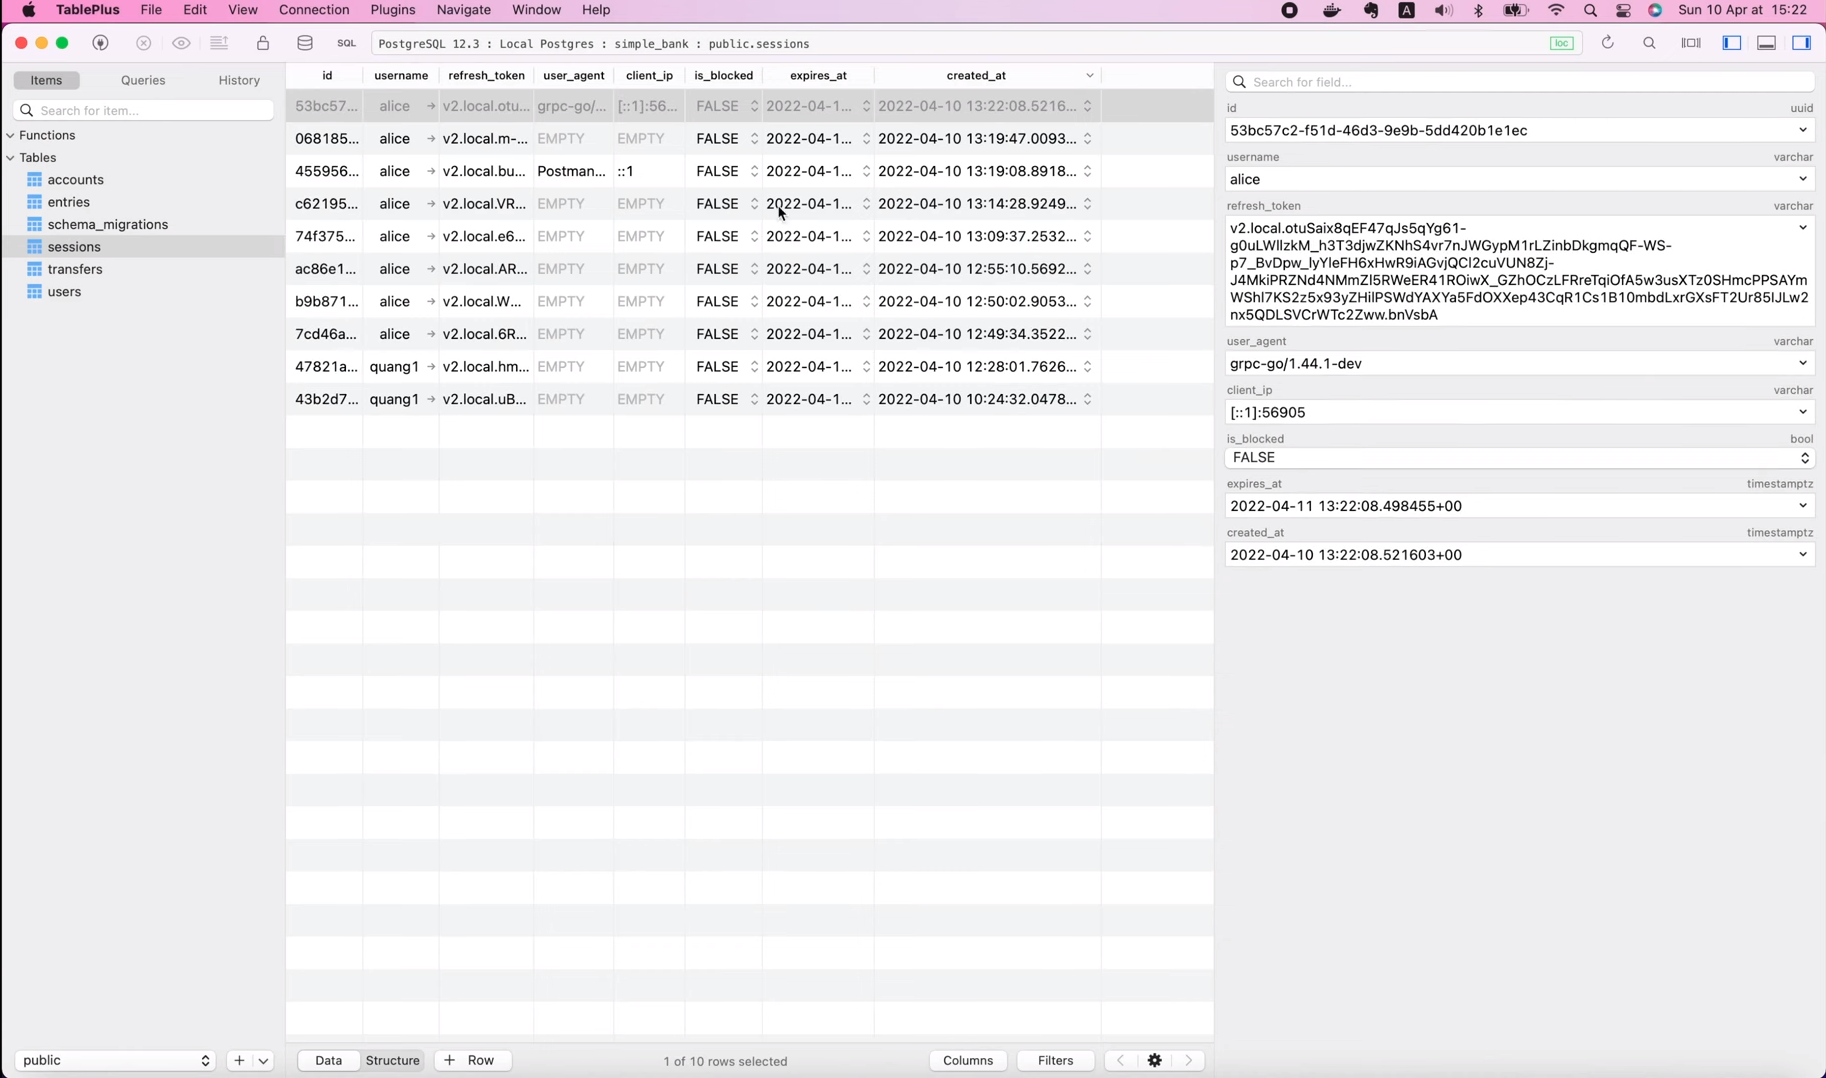 TablePlus File Edit View Connection Plugins Navigate Window Help A Sun 10 Apr at 15:22
SQL PostgreSQL 12.3 : Local Postgres : simple_bank : public.sessions loc
Items Queries History
Search for item...
Functions
Tables
accounts
entries
schema_migrations
sessions
transfers
users
id username refresh_token user_agent client_ip is_blocked expires_at created_at
53bc57... alice v2.local.otu... grpc-go/... [::1]:56... FALSE 2022-04-1... 2022-04-10 13:22:08.5216...
068185... alice v2.local.m-... EMPTY EMPTY FALSE 2022-04-1... 2022-04-10 13:19:47.0093...
455956... alice v2.local.bu... Postman... ::1 FALSE 2022-04-1... 2022-04-10 13:19:08.8918...
c62195... alice v2.local.VR... EMPTY EMPTY FALSE 2022-04-1... 2022-04-10 13:14:28.9249...
74f375... alice v2.local.e6... EMPTY EMPTY FALSE 2022-04-1... 2022-04-10 13:09:37.2532...
ac86e1... alice v2.local.AR... EMPTY EMPTY FALSE 2022-04-1... 2022-04-10 12:55:10.5692...
b9b871... alice v2.local.W... EMPTY EMPTY FALSE 2022-04-1... 2022-04-10 12:50:02.9053...
7cd46a... alice v2.local.6R... EMPTY EMPTY FALSE 2022-04-1... 2022-04-10 12:49:34.3522...
47821a... quang1 v2.local.hm... EMPTY EMPTY FALSE 2022-04-1... 2022-04-10 12:28:01.7626...
43b2d7... quang1 v2.local.uB... EMPTY EMPTY FALSE 2022-04-1... 2022-04-10 10:24:32.0478...
Search for field...
id uuid
53bc57c2-f51d-46d3-9e9b-5dd420b1e1ec
username varchar
alice
refresh_token varchar
v2.local.otuSaix8qEF47qJs5qYg61-
g0uLWIlzkM_h3T3djwZKNhS4vr7nJWGypM1rLZinbDkgmqQF-WS-
p7_BvDpw_lyYleFH6xHwR9iAGvjQCl2cuVUN8Zj-
J4MkiPRZNd4NMmZl5RWeER41ROiwX_GZhOCzLFRreTqiOfA5w3usXTz0SHmcPPSAYm
WShl7KS2z5x93yZHilPSWdYAXYa5FdOXXep43CqR1Cs1B10mbdLxrGXsFT2Ur85IJLw2
nx5QDLSVCrWTc2Zww.bnVsbA
user_agent varchar
grpc-go/1.44.1-dev
client_ip varchar
[::1]:56905
is_blocked bool
FALSE
expires_at timestamptz
2022-04-11 13:22:08.498455+00
created_at timestamptz
2022-04-10 13:22:08.521603+00
public + Data Structure + Row 1 of 10 rows selected Columns Filters